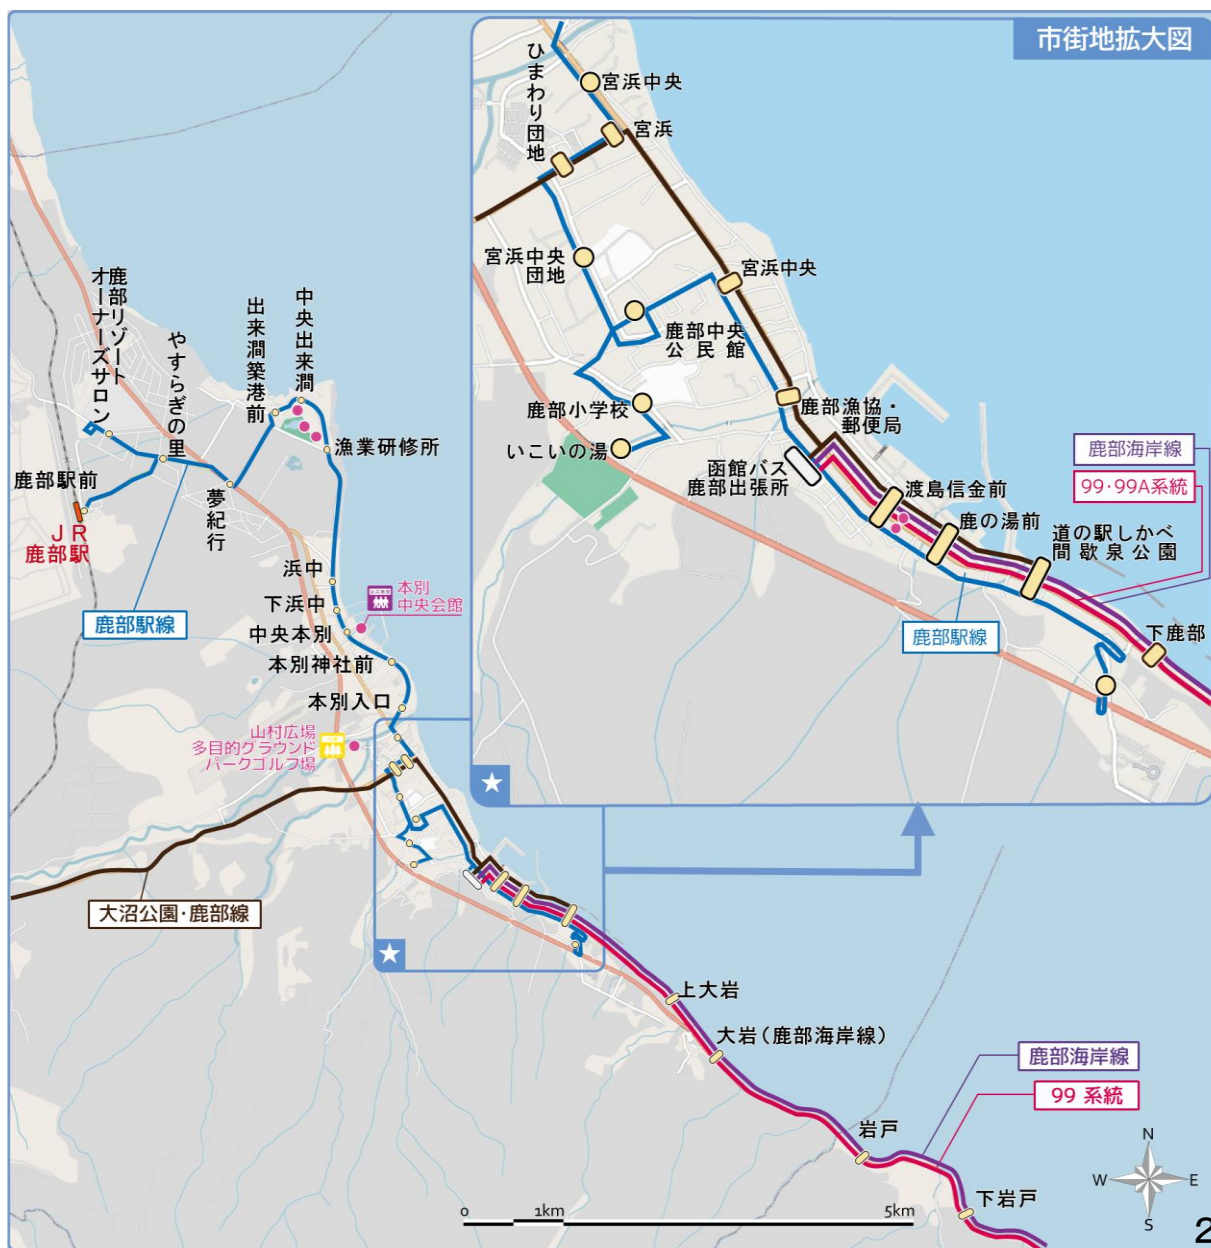 市街地拡大図
ひまわり団地
宮浜中央
宮浜
宮浜中央
団地
宮浜中央
鹿部中央
公民館
鹿部小学校
いこいの湯
鹿部漁協・
郵便局
函館バス
鹿部出張所
渡島信金前
鹿の湯前
道の駅しかべ
間歇泉公園
下鹿部
鹿部海岸線
99・99A系統
鹿部駅線
鹿部リゾート
オーナーズサロン
やすらぎの里
出来澗築港前
中央出来澗
漁業研修所
鹿部駅前
JR
鹿部駅
夢紀行
浜中
下浜中
中央本別
本別神社前
本別入口
本別
中央会館
鹿部駅線
山村広場
多目的グラウンド
パークゴルフ場
大沼公園・鹿部線
上大岩
大岩(鹿部海岸線)
岩戸
下岩戸
鹿部海岸線
99 系統
N
W
E
S
0
1km
5km
2